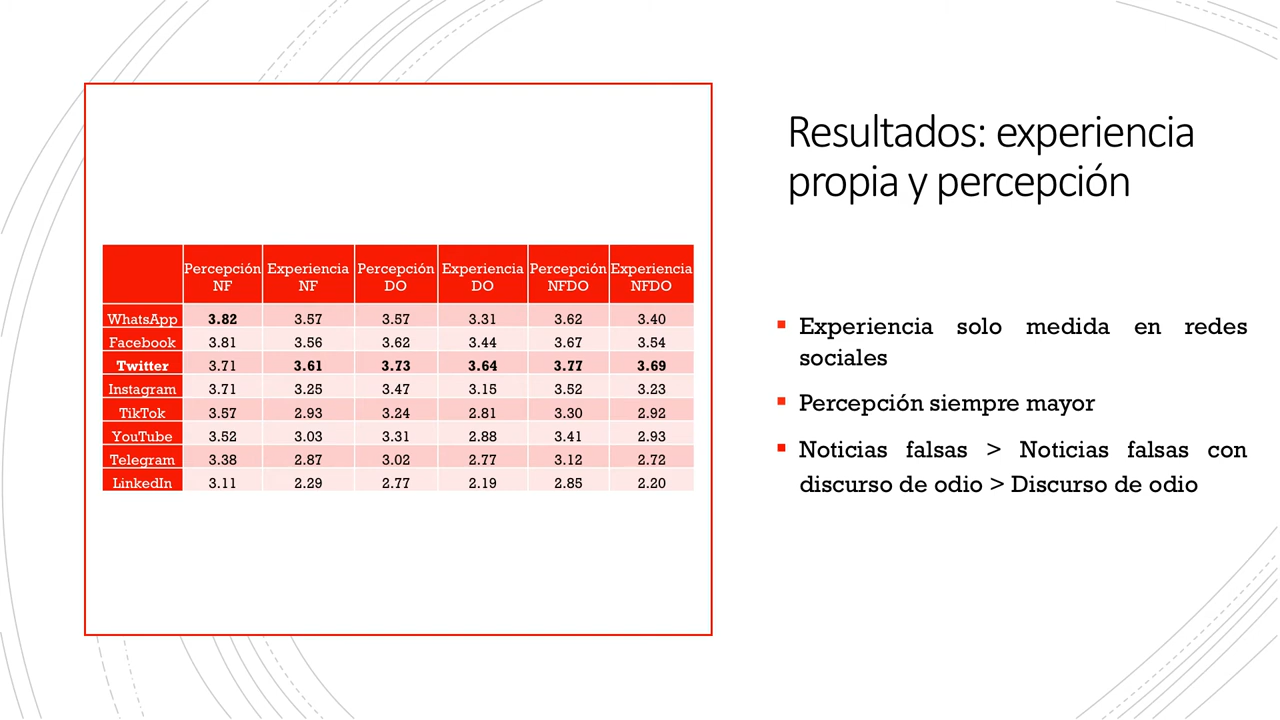 Resultados: experiencia
propia y percepción
Percepción NF Experiencia NF Percepción DO Experiencia DO Percepción NFDO Experiencia NFDO
WhatsApp 3.82 3.57 3.57 3.31 3.62 3.40
Facebook 3.81 3.56 3.62 3.44 3.67 3.54
Twitter 3.71 3.61 3.73 3.64 3.77 3.69
Instagram 3.71 3.25 3.47 3.15 3.52 3.23
TikTok 3.57 2.93 3.24 2.81 3.30 2.92
YouTube 3.52 3.03 3.31 2.88 3.41 2.93
Telegram 3.38 2.87 3.02 2.77 3.12 2.72
LinkedIn 3.11 2.29 2.77 2.19 2.85 2.20
▪ Experiencia solo medida en redes
sociales
▪ Percepción siempre mayor
▪ Noticias falsas > Noticias falsas con
discurso de odio > Discurso de odio